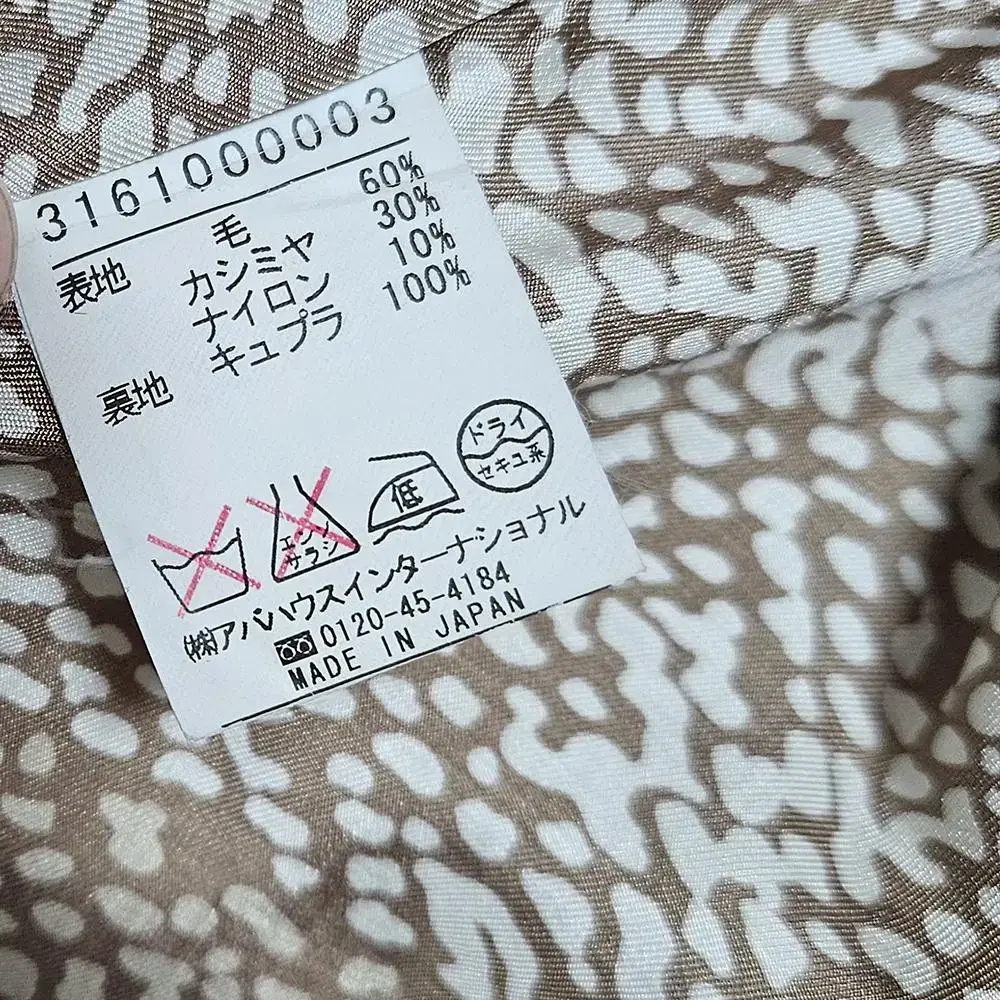 3161000003
表地 毛 60%
カシミヤ 30%
ナイロン 10%
裏地 キュプラ 100%
エンソ
サラシ
低
ドライ
セキユ系
㈱アバハウスインターナショナル
0120-45-4184
MADE IN JAPAN